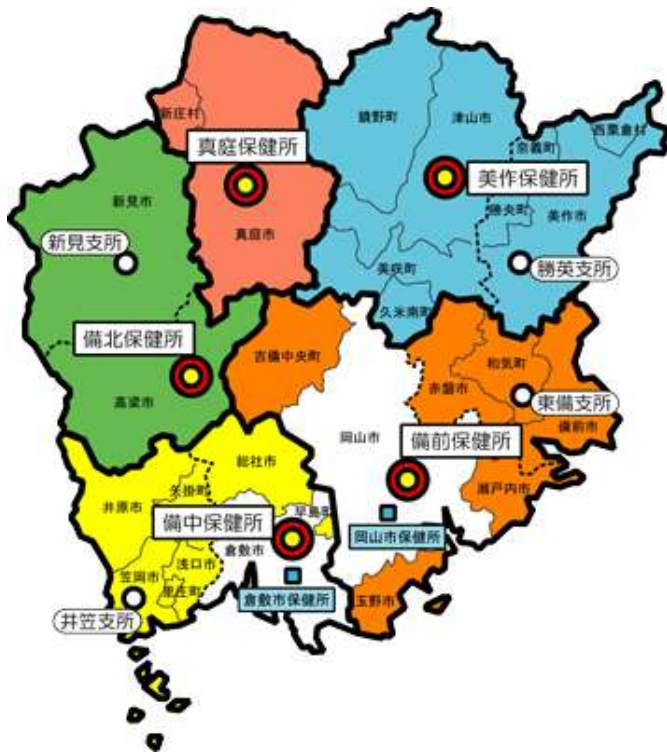 新庄村
真庭保健所
真庭市
鏡野町
津山市
奈義町
西粟倉村
美作保健所
勝央町
美作市
美咲町
久米南町
勝英支所
新見市
新見支所
備北保健所
高梁市
吉備中央町
岡山市
赤磐市
和気町
東備支所
備前市
備前保健所
瀬戸内市
岡山市保健所
玉野市
総社市
井原市
矢掛町
備中保健所
早島町
倉敷市
浅口市
笠岡市
里庄町
倉敷市保健所
井笠支所